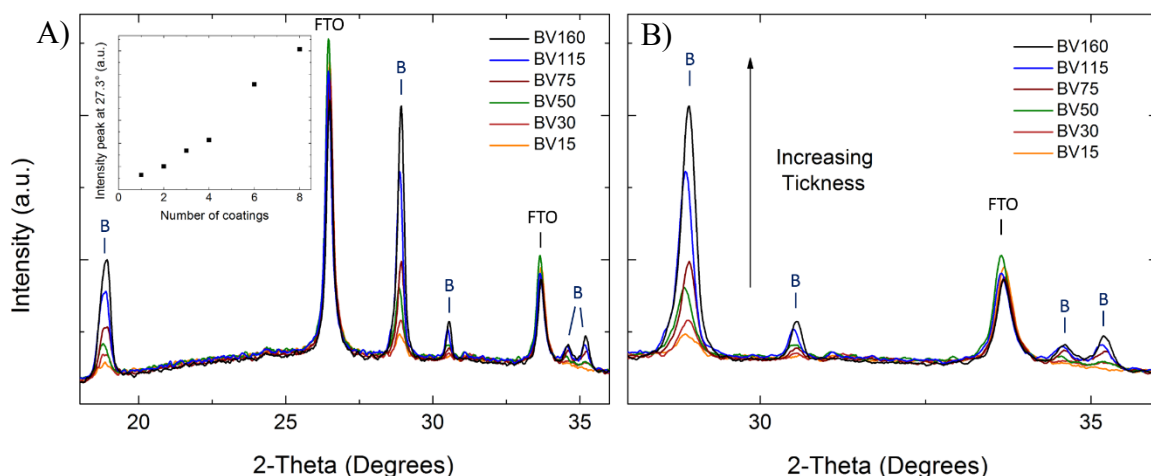 A)
Intensity (a.u.)
Intensity peak at 27.3° (a.u.)
0 2 4 6 8
Number of coatings
FTO
BV160
BV115
BV75
BV50
BV30
BV15
B
B
B
FTO
B
20 25 30 35
2-Theta (Degrees)
B)
B
Increasing
Tickness
BV160
BV115
BV75
BV50
BV30
BV15
FTO
B
B
B
30 35
2-Theta (Degrees)